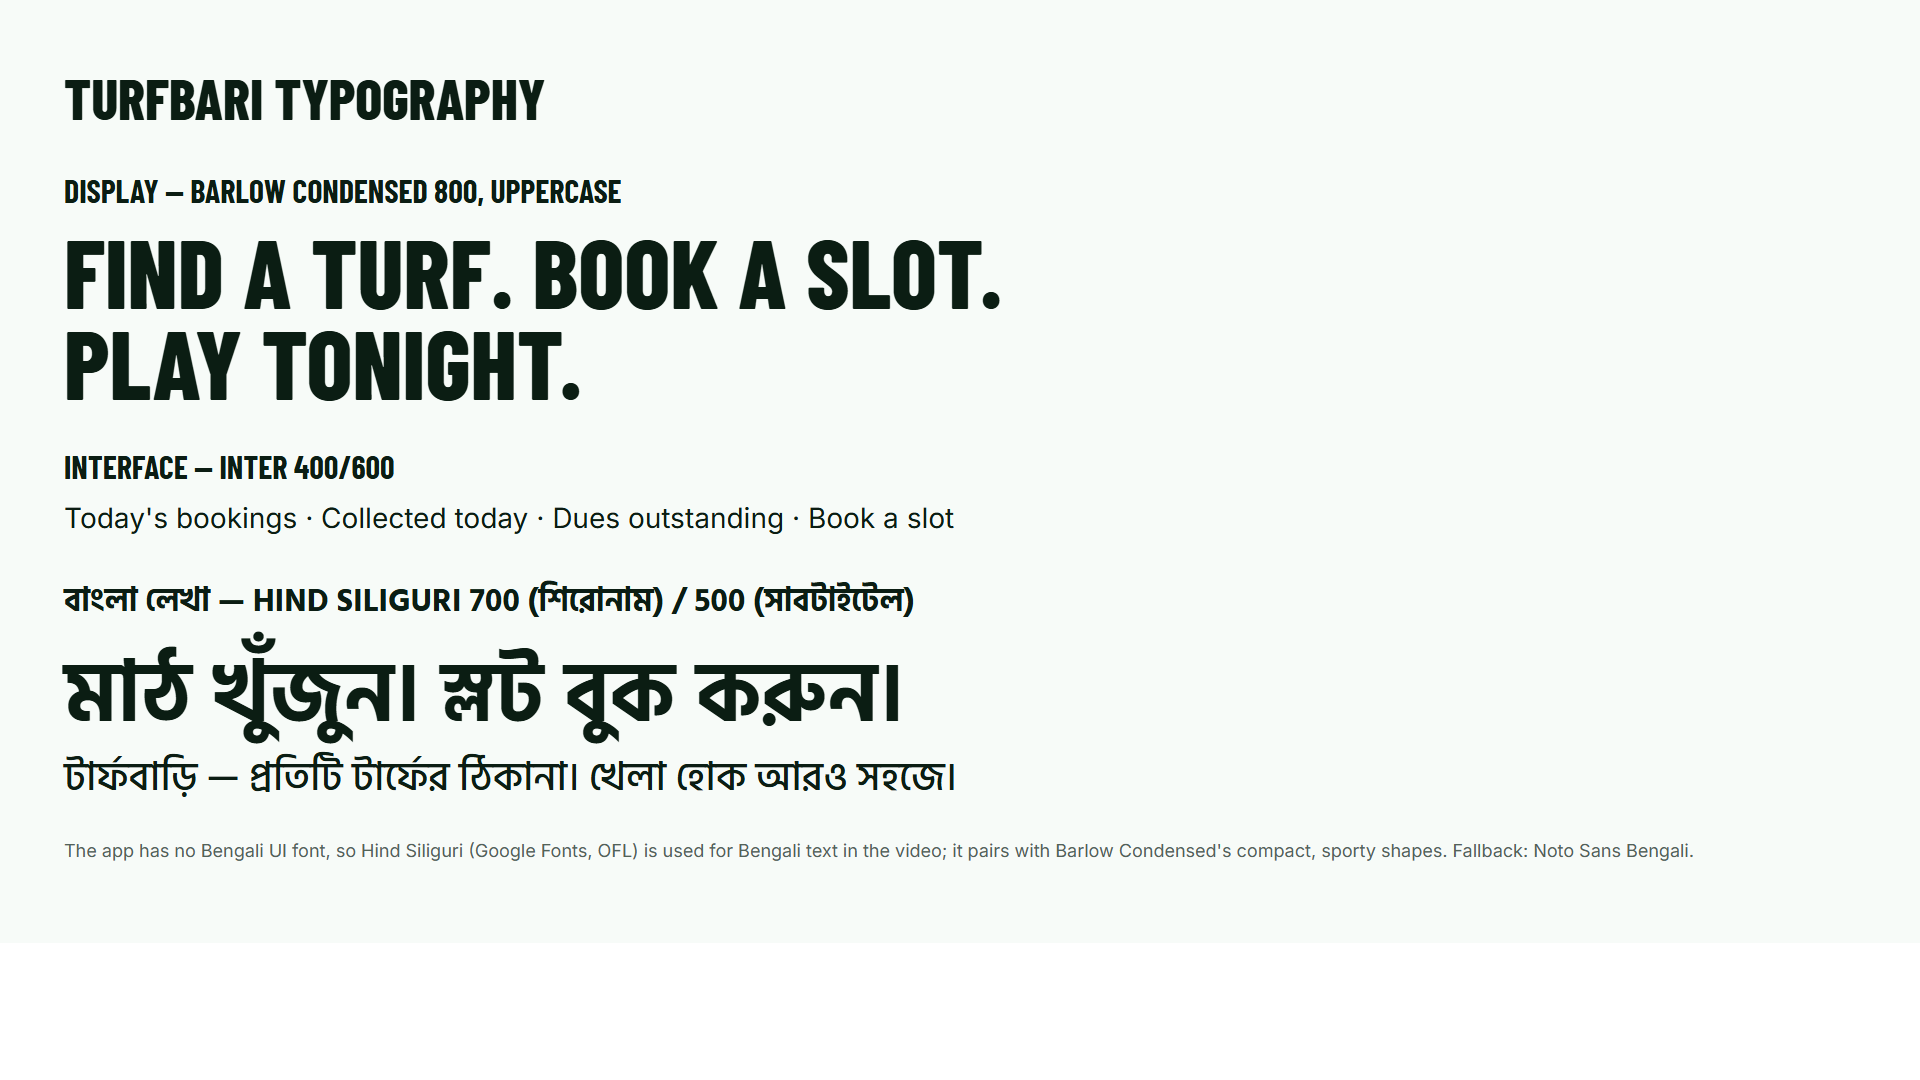 TURFBARI TYPOGRAPHY
DISPLAY — BARLOW CONDENSED 800, UPPERCASE
FIND A TURF. BOOK A SLOT.
PLAY TONIGHT.
INTERFACE — INTER 400/600
Today's bookings · Collected today · Dues outstanding · Book a slot
বাংলা লেখা — HIND SILIGURI 700 (শিরোনাম) / 500 (সাবটাইটেল)
মাঠ খুঁজুন। স্লট বুক করুন।
টার্ফবাড়ি — প্রতিটি টার্ফের ঠিকানা। খেলা হোক আরও সহজে।
The app has no Bengali UI font, so Hind Siliguri (Google Fonts, OFL) is used for Bengali text in the video; it pairs with Barlow Condensed's compact, sporty shapes. Fallback: Noto Sans Bengali.